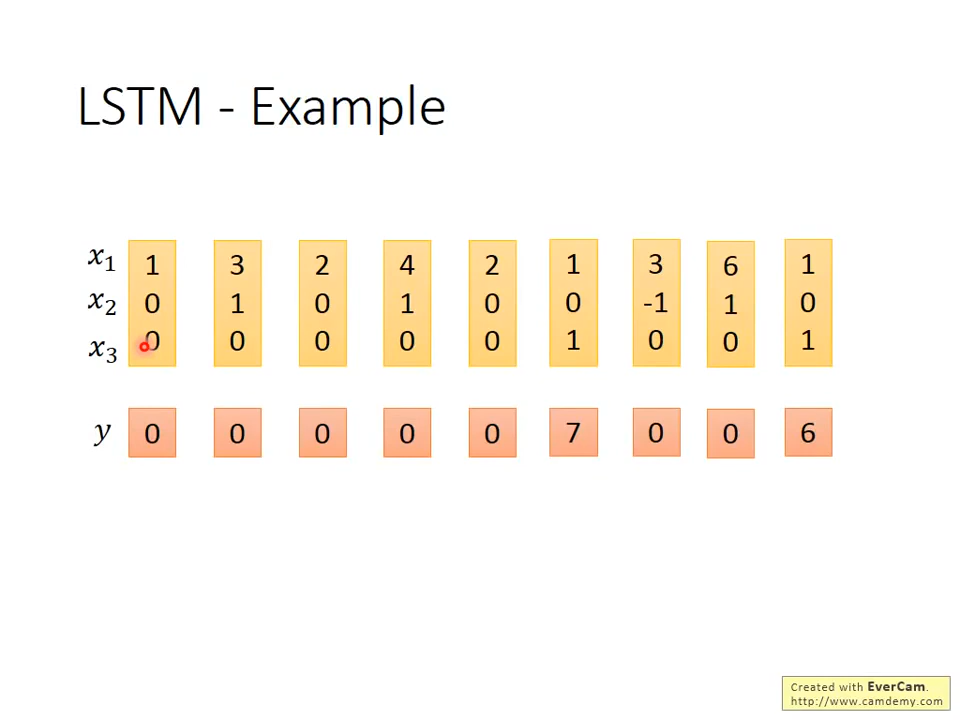 LSTM - Example
x₁ 1 3 2 4 2 1 3 6 1
x₂ 0 1 0 1 0 0 -1 1 0
x₃ 0 0 0 0 0 1 0 0 1
y 0 0 0 0 0 7 0 0 6
Created with EverCam.
http://www.camdemy.com